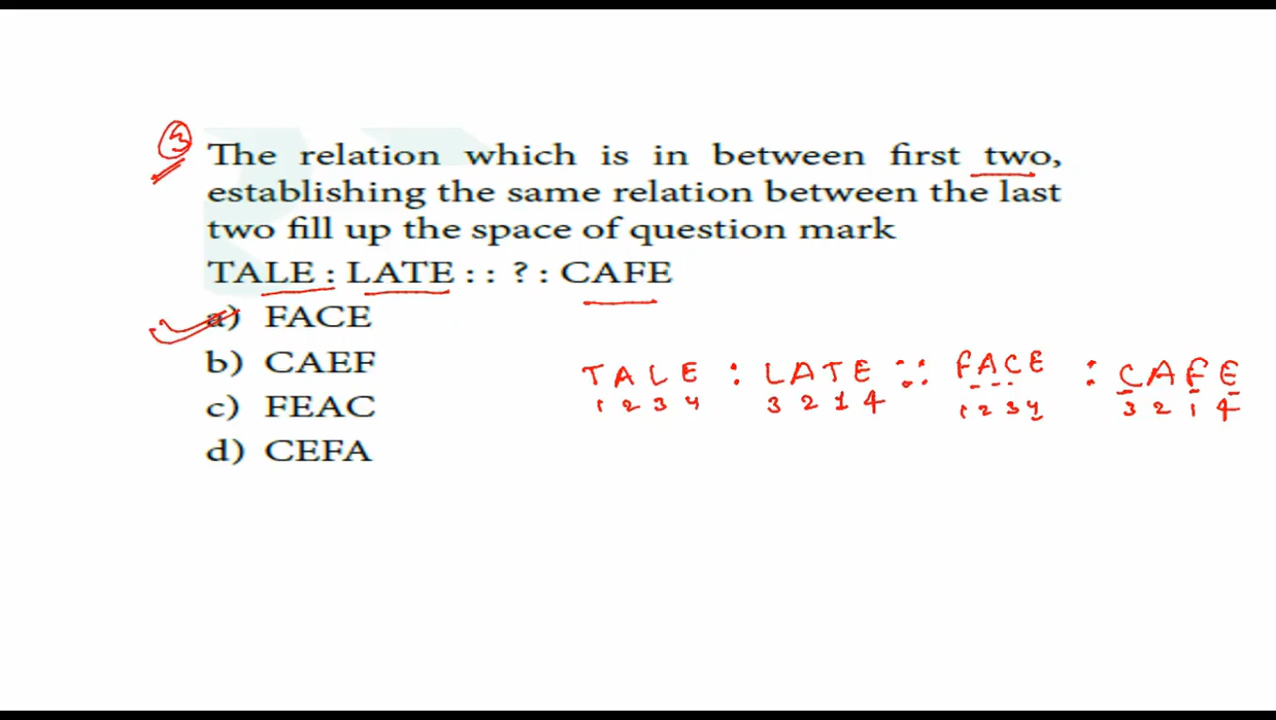 3
The relation which is in between first two,
establishing the same relation between the last
two fill up the space of question mark
TALE : LATE : : ? : CAFE
a) FACE
b) CAEF
c) FEAC
d) CEFA
TALE : LATE :: FACE : CAFE
1 2 3 4 3 2 1 4 1 2 3 4 3 2 1 4